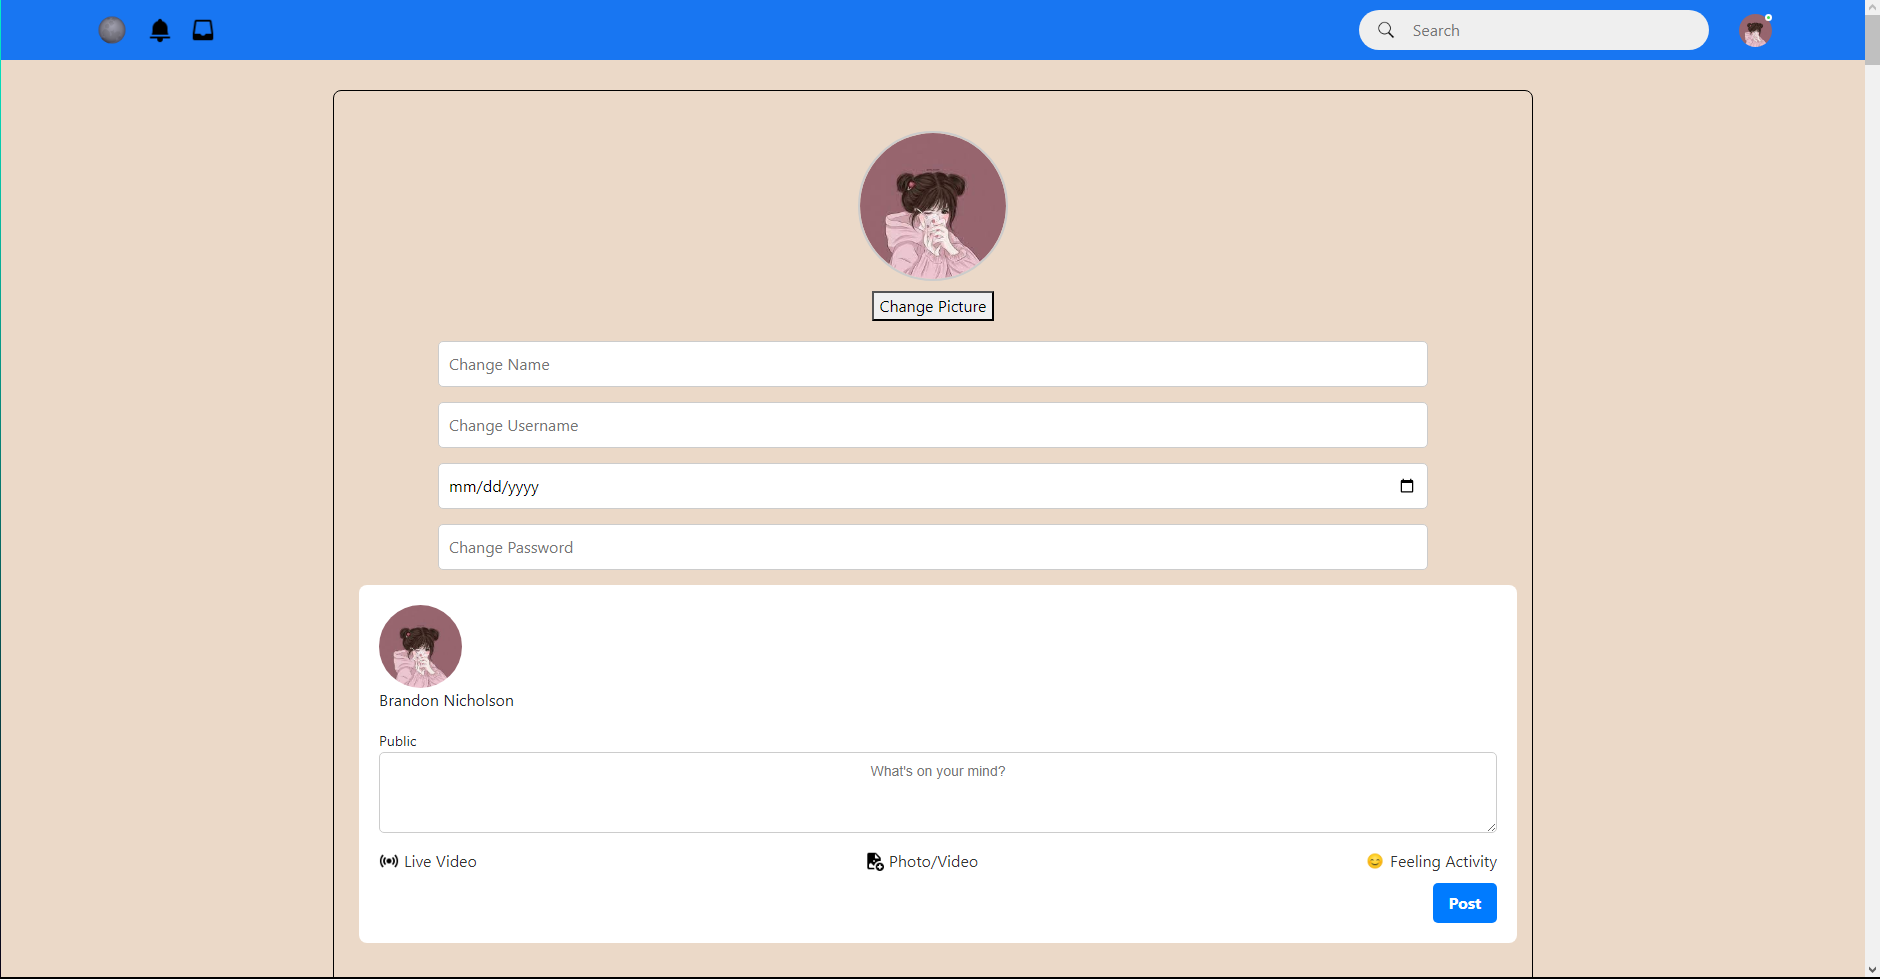 Search
Change Picture
Change Name
Change Username
mm/dd/yyyy
Change Password
Brandon Nicholson
Public
What's on your mind?
Live Video
Photo/Video
😊 Feeling Activity
Post